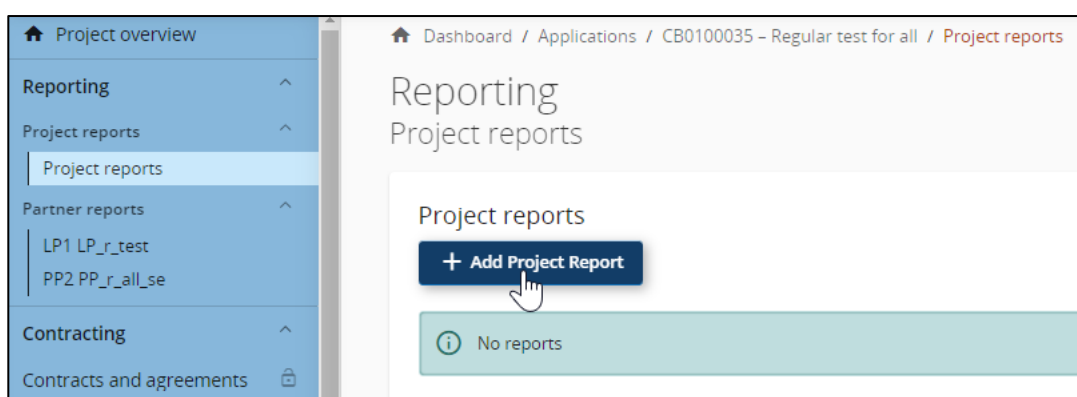 Project overview
Reporting
Project reports
Project reports
Partner reports
LP1 LP_r_test
PP2 PP_r_all_se
Contracting
Contracts and agreements
Dashboard / Applications / CB0100035 – Regular test for all / Project reports
Reporting
Project reports
Project reports
+ Add Project Report
No reports